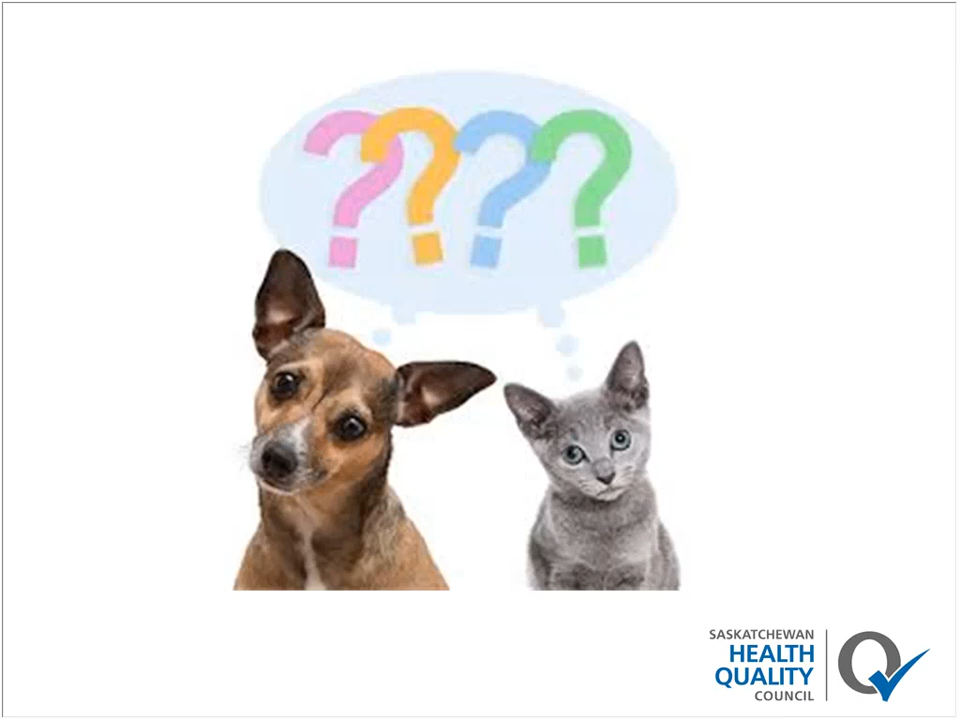 ? ? ? ?
SASKATCHEWAN
HEALTH
QUALITY
COUNCIL